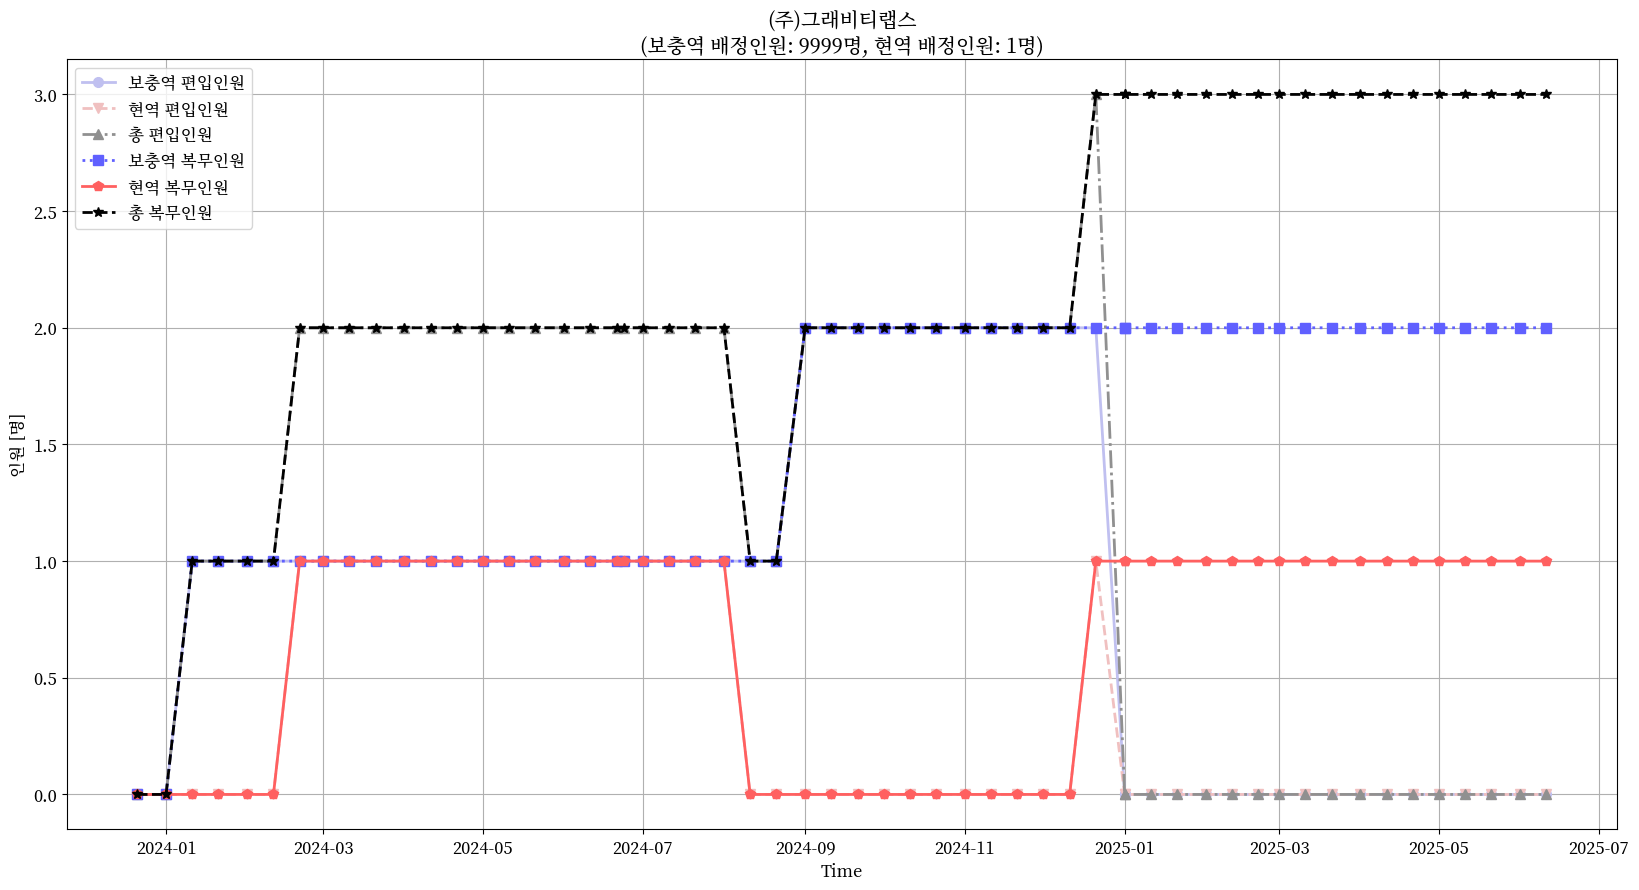 (주)그래비티랩스
(보충역 배정인원: 9999명, 현역 배정인원: 1명)
보충역 편입인원
현역 편입인원
총 편입인원
보충역 복무인원
현역 복무인원
총 복무인원
인원 [명]
3.0
2.5
2.0
1.5
1.0
0.5
0.0
2024-01 2024-03 2024-05 2024-07 2024-09 2024-11 2025-01 2025-03 2025-05 2025-07
Time